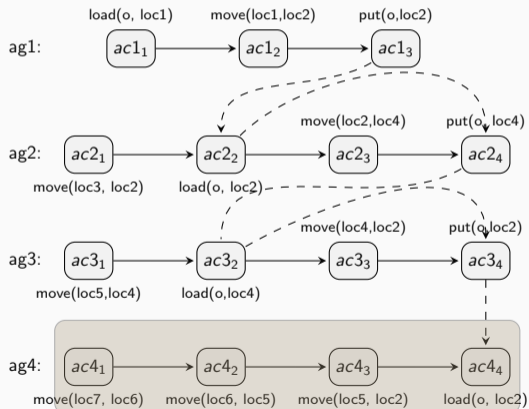 load(o, loc1) move(loc1,loc2) put(o,loc2)
ag1: ac1₁ ac1₂ ac1₃
move(loc2,loc4) put(o, loc4)
ag2: ac2₁ ac2₂ ac2₃ ac2₄
move(loc3, loc2) load(o, loc2)
move(loc4,loc2) put(o,loc2)
ag3: ac3₁ ac3₂ ac3₃ ac3₄
move(loc5,loc4) load(o,loc4)
ag4: ac4₁ ac4₂ ac4₃ ac4₄
move(loc7, loc6) move(loc6, loc5) move(loc5, loc2) load(o, loc2)